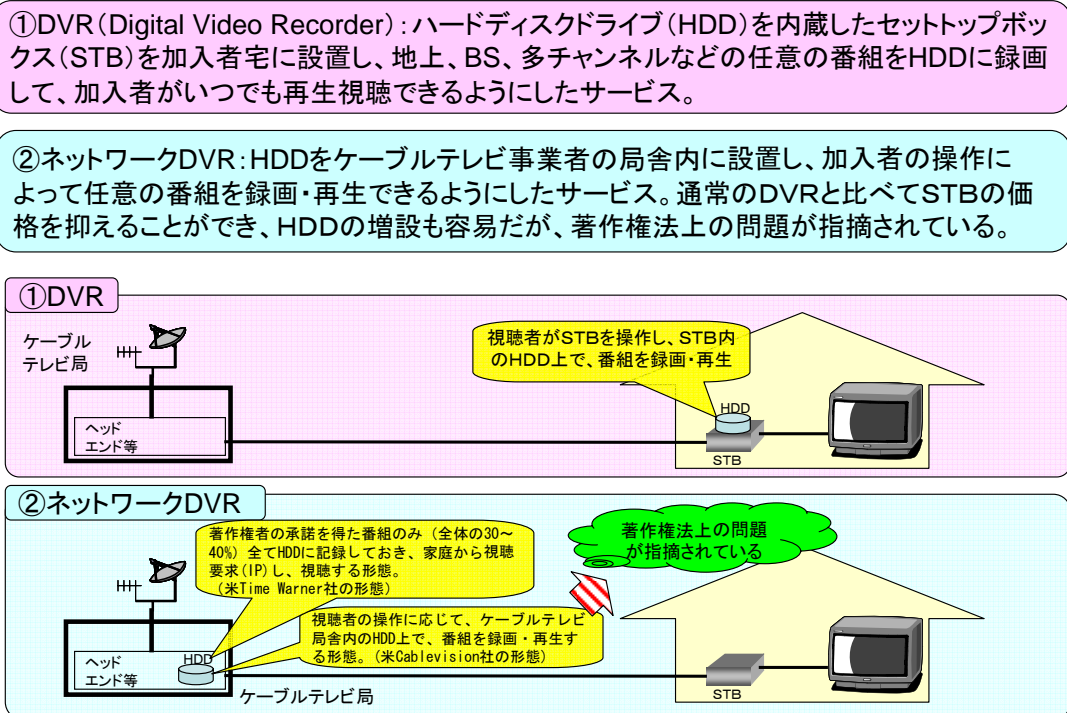 ①DVR(Digital Video Recorder):ハードディスクドライブ(HDD)を内蔵したセットトップボッ
クス(STB)を加入者宅に設置し、地上、BS、多チャンネルなどの任意の番組をHDDに録画
して、加入者がいつでも再生視聴できるようにしたサービス。
②ネットワークDVR:HDDをケーブルテレビ事業者の局舎内に設置し、加入者の操作に
よって任意の番組を録画・再生できるようにしたサービス。通常のDVRと比べてSTBの価
格を抑えることができ、HDDの増設も容易だが、著作権法上の問題が指摘されている。
①DVR
ケーブル
テレビ局
ヘッド
エンド等
視聴者がSTBを操作し、STB内
のHDD上で、番組を録画・再生
HDD
STB
②ネットワークDVR
著作権者の承諾を得た番組のみ(全体の30~
40%)全てHDDに記録しておき、家庭から視聴
要求(IP)し、視聴する形態。
(米Time Warner社の形態)
著作権法上の問題
が指摘されている
視聴者の操作に応じて、ケーブルテレビ
局舎内のHDD上で、番組を録画・再生す
る形態。(米Cablevision社の形態)
ヘッド
エンド等
HDD
ケーブルテレビ局
STB